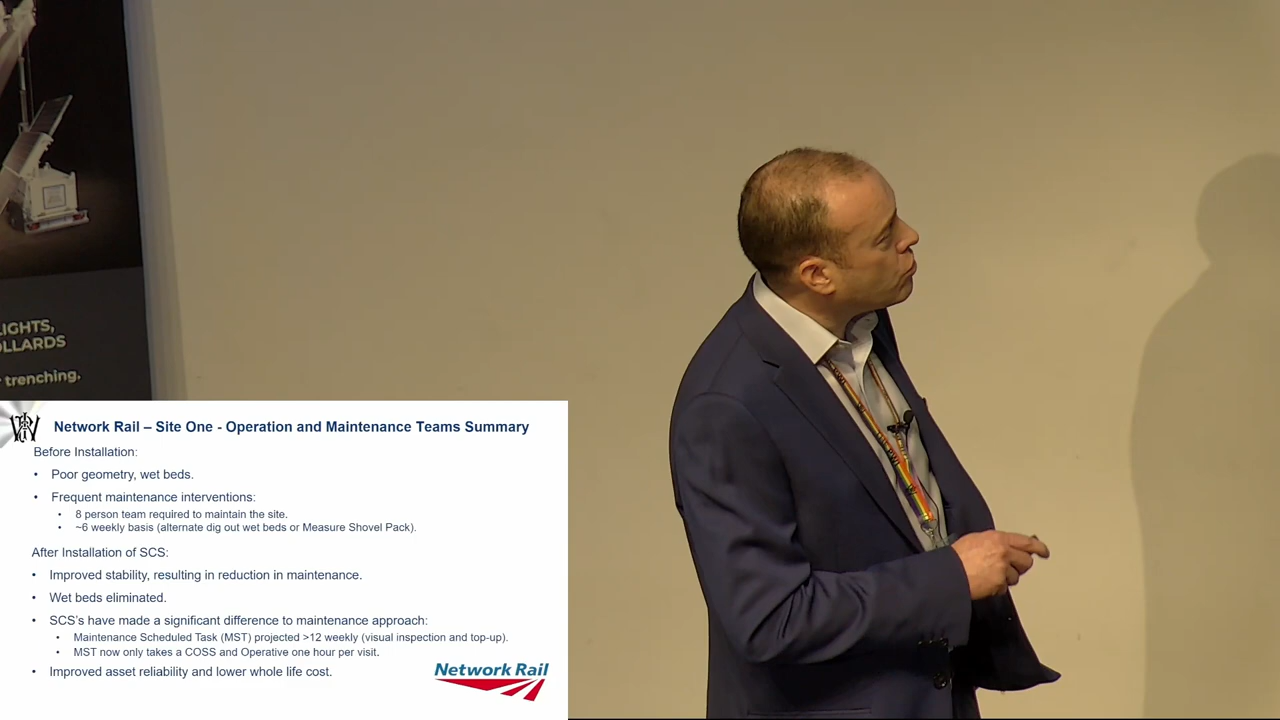 LIGHTS,
OLLARDS
trenching.
Network Rail – Site One - Operation and Maintenance Teams Summary
Before Installation:
• Poor geometry, wet beds.
• Frequent maintenance interventions:
• 8 person team required to maintain the site.
• ~6 weekly basis (alternate dig out wet beds or Measure Shovel Pack).
After Installation of SCS:
• Improved stability, resulting in reduction in maintenance.
• Wet beds eliminated.
• SCS's have made a significant difference to maintenance approach:
• Maintenance Scheduled Task (MST) projected >12 weekly (visual inspection and top-up).
• MST now only takes a COSS and Operative one hour per visit.
• Improved asset reliability and lower whole life cost.
Network Rail